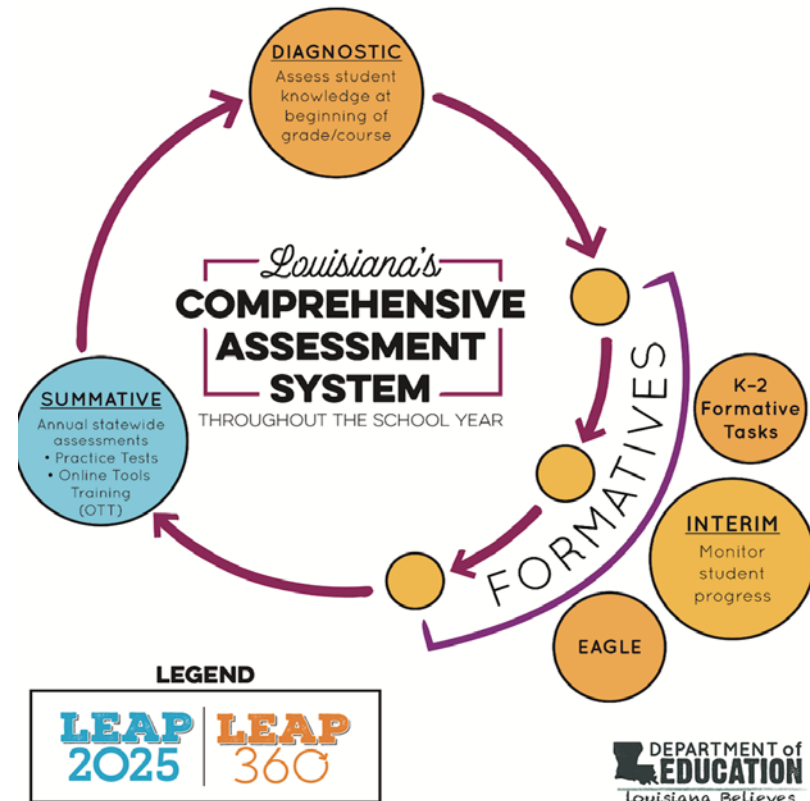 DIAGNOSTIC
Assess student
knowledge at
beginning of
grade/course
Louisiana's
COMPREHENSIVE
ASSESSMENT
SYSTEM
THROUGHOUT THE SCHOOL YEAR
SUMMATIVE
Annual statewide
assessments
• Practice Tests
• Online Tools
Training
(OTT)
FORMATIVES
K–2
Formative
Tasks
INTERIM
Monitor
student
progress
EAGLE
LEGEND
LEAP
2025
LEAP
360
DEPARTMENT of
EDUCATION
Louisiana Believes